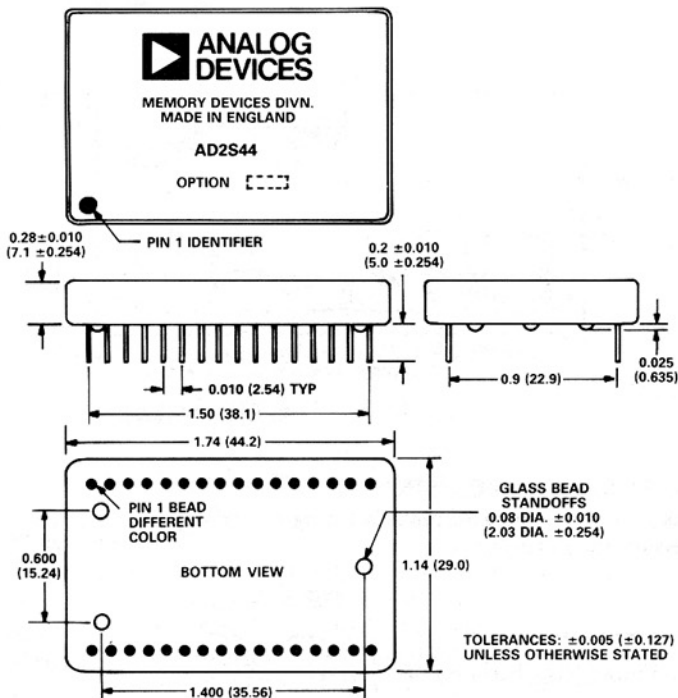 ANALOG
DEVICES
MEMORY DEVICES DIVN.
MADE IN ENGLAND
AD2S44
OPTION
PIN 1 IDENTIFIER
0.28±0.010
(7.1 ±0.254)
0.2 ±0.010
(5.0 ±0.254)
0.010 (2.54) TYP
1.50 (38.1)
1.74 (44.2)
0.9 (22.9)
0.025
(0.635)
PIN 1 BEAD
DIFFERENT
COLOR
0.600
(15.24)
BOTTOM VIEW
GLASS BEAD
STANDOFFS
0.08 DIA. ±0.010
(2.03 DIA. ±0.254)
1.14 (29.0)
1.400 (35.56)
TOLERANCES: ±0.005 (±0.127)
UNLESS OTHERWISE STATED